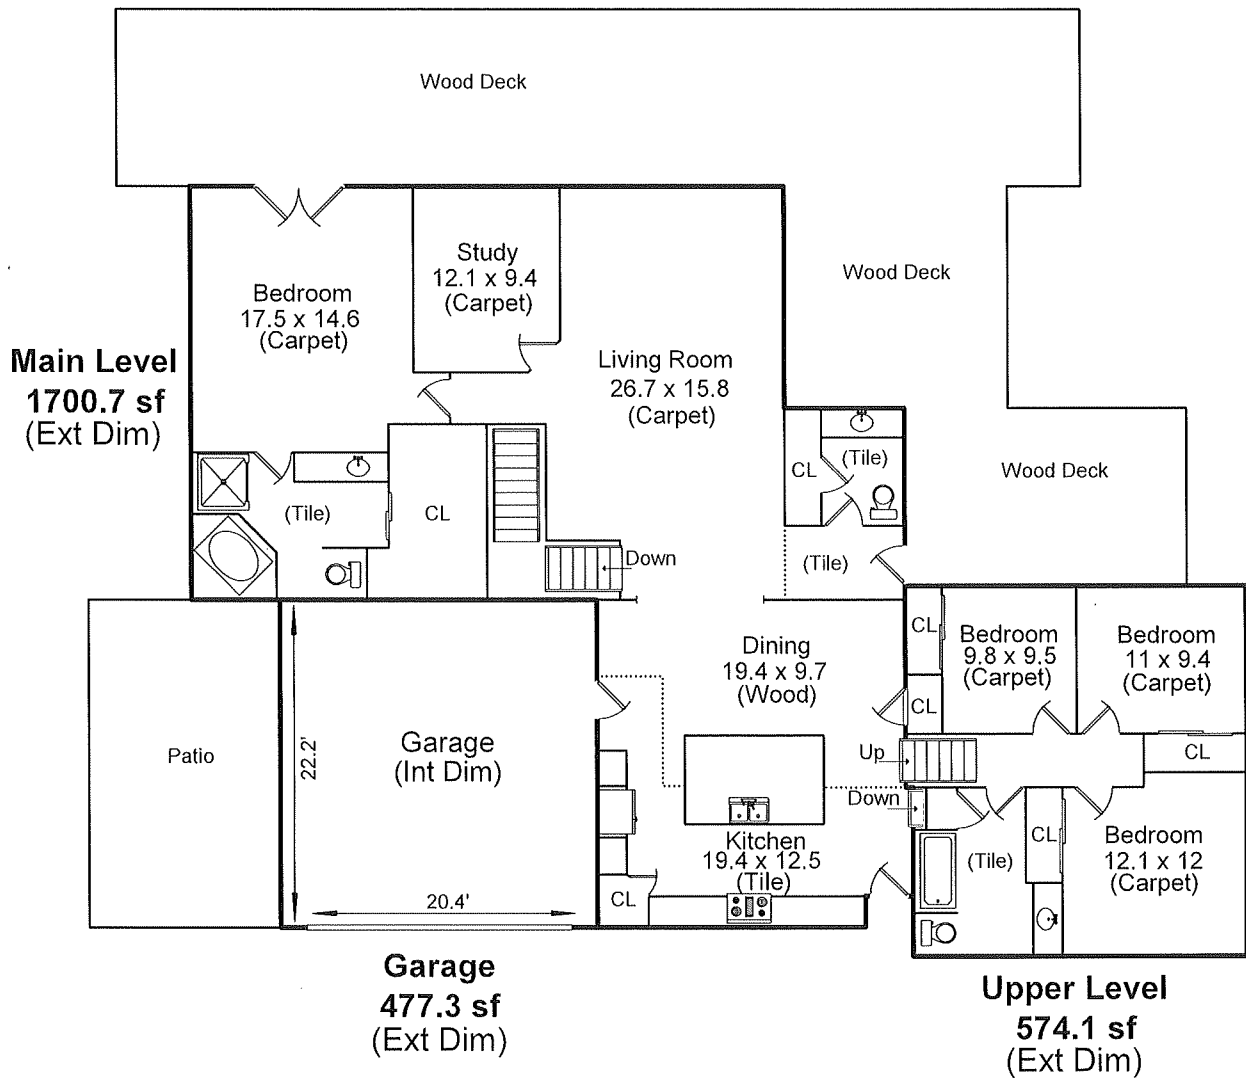 Wood Deck
Study
12.1 x 9.4
(Carpet)
Wood Deck
Bedroom
17.5 x 14.6
(Carpet)
Main Level
1700.7 sf
(Ext Dim)
Living Room
26.7 x 15.8
(Carpet)
CL
(Tile)
Wood Deck
(Tile)
CL
Down
(Tile)
Dining
19.4 x 9.7
(Wood)
CL
Bedroom
9.8 x 9.5
(Carpet)
Bedroom
11 x 9.4
(Carpet)
CL
Patio
22.2'
Garage
(Int Dim)
Up
CL
Down
Kitchen
19.4 x 12.5
(Tile)
CL
(Tile)
Bedroom
12.1 x 12
(Carpet)
20.4'
CL
Garage
477.3 sf
(Ext Dim)
Upper Level
574.1 sf
(Ext Dim)